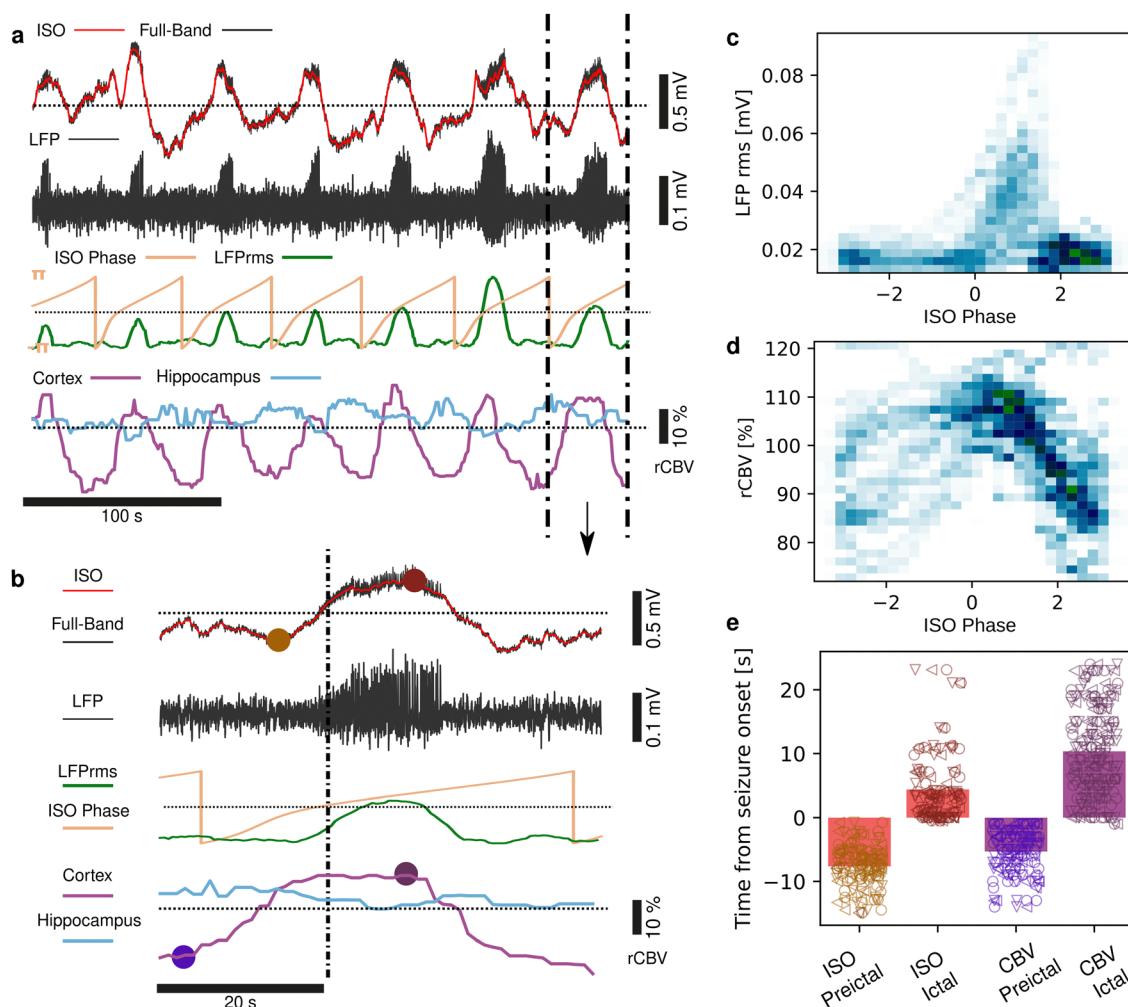 a
ISO Full-Band
0.5 mV
LFP
0.1 mV
ISO Phase LFPrms
π
-π
Cortex Hippocampus
10 %
rCBV
100 s
b
ISO
Full-Band
0.5 mV
LFP
0.1 mV
LFPrms
ISO Phase
Cortex
Hippocampus
10 %
rCBV
20 s
c
LFP rms [mV]
0.08
0.06
0.04
0.02
−2 0 2
ISO Phase
d
rCBV [%]
120
110
100
90
80
−2 0 2
ISO Phase
e
Time from seizure onset [s]
20
10
0
−10
ISO Preictal
ISO Ictal
CBV Preictal
CBV Ictal